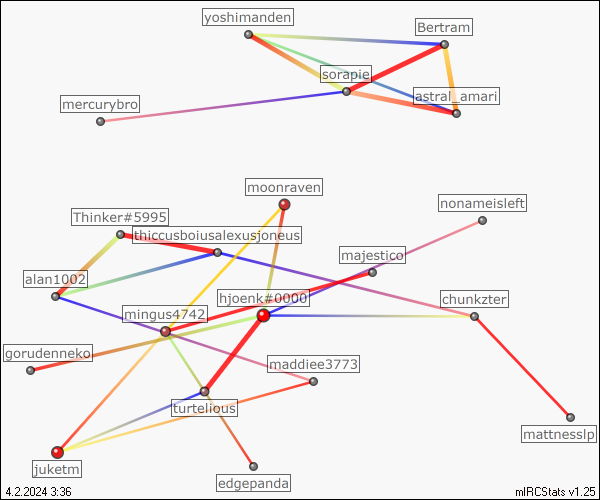 yoshimanden
Bertram
sorapie
astral_amari
mercurybro
moonraven
nonameisleft
Thinker#5995
thiccusboiusalexusjoneus
majestico
alan1002
hjoenk#0000
chunkzter
mingus4742
gorudenneko
maddiee3773
turtelious
mattnesslp
juketm
edgepanda
4.2.2024 3:36
mIRCStats v1.25